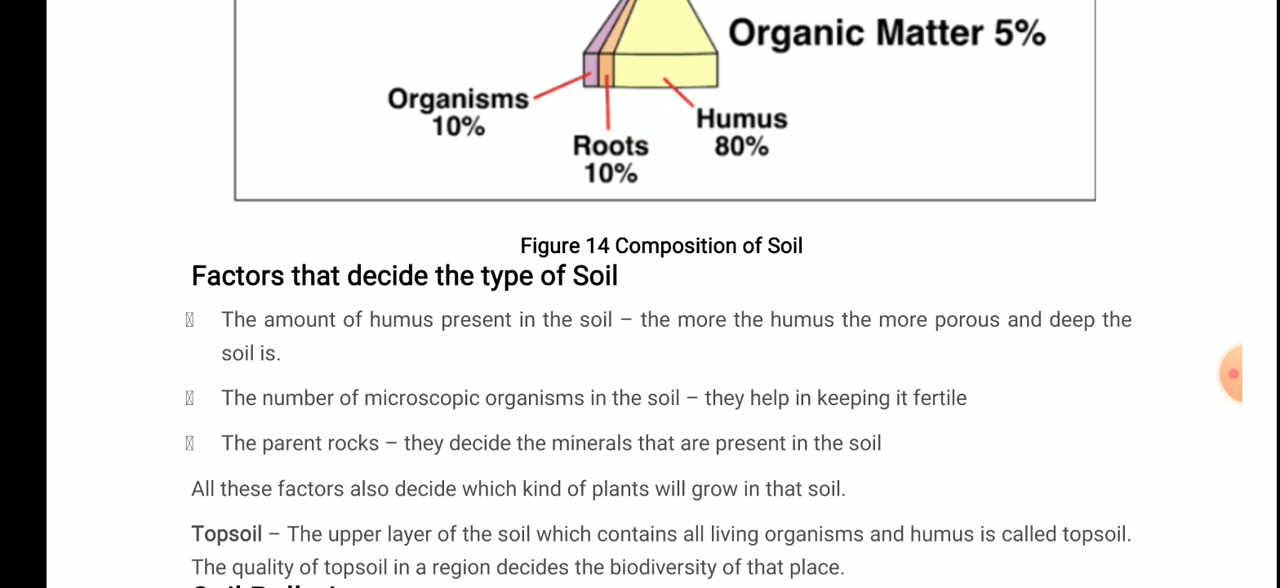 Organic Matter 5%
Organisms
10%
Humus
80%
Roots
10%
Figure 14 Composition of Soil
Factors that decide the type of Soil
The amount of humus present in the soil – the more the humus the more porous and deep the
soil is.
The number of microscopic organisms in the soil – they help in keeping it fertile
The parent rocks – they decide the minerals that are present in the soil
All these factors also decide which kind of plants will grow in that soil.
Topsoil – The upper layer of the soil which contains all living organisms and humus is called topsoil.
The quality of topsoil in a region decides the biodiversity of that place.